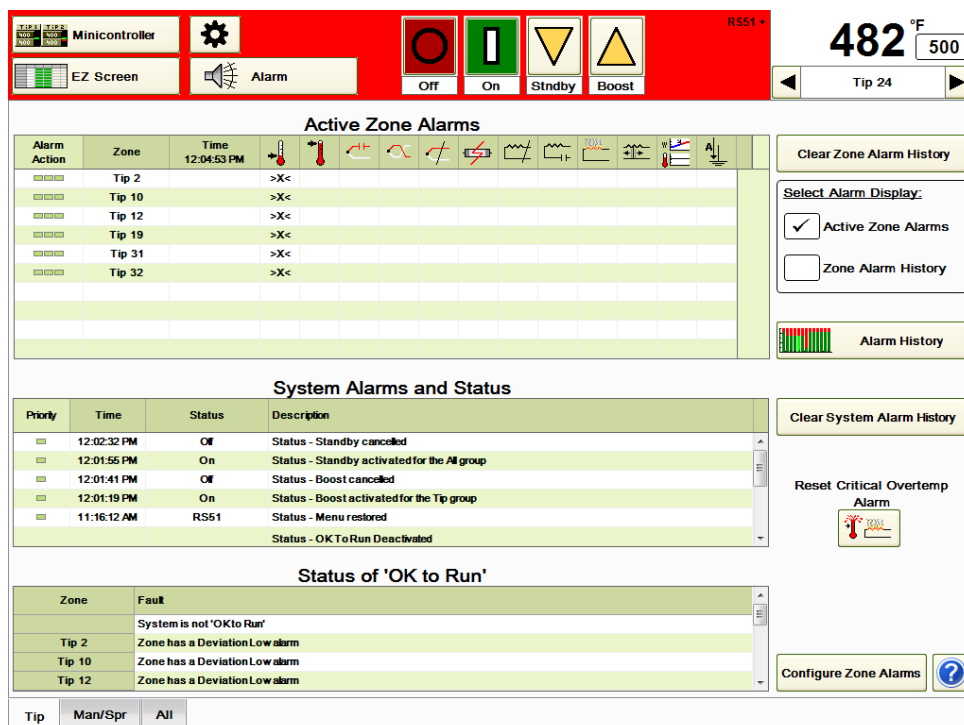 TIP 1 TIP 2
400 400
400 400
Minicontroller
EZ Screen
Alarm
Off On Stndby Boost
RS51 +
482 °F 500
Tip 24
Active Zone Alarms
Alarm Action Zone Time 12:04:53 PM
Tip 2 >X<
Tip 10 >X<
Tip 12 >X<
Tip 19 >X<
Tip 31 >X<
Tip 32 >X<
Clear Zone Alarm History
Select Alarm Display:
Active Zone Alarms
Zone Alarm History
Alarm History
System Alarms and Status
Priority Time Status Description
12:02:32 PM Off Status - Standby cancelled
12:01:55 PM On Status - Standby activated for the All group
12:01:41 PM Off Status - Boost cancelled
12:01:19 PM On Status - Boost activated for the Tip group
11:16:12 AM RS51 Status - Menu restored
Status - OK To Run Deactivated
Clear System Alarm History
Reset Critical Overtemp
Alarm
Status of 'OK to Run'
Zone Fault
System is not 'OK to Run'
Tip 2 Zone has a Deviation Low alarm
Tip 10 Zone has a Deviation Low alarm
Tip 12 Zone has a Deviation Low alarm
Configure Zone Alarms ?
Tip Man/Spr All